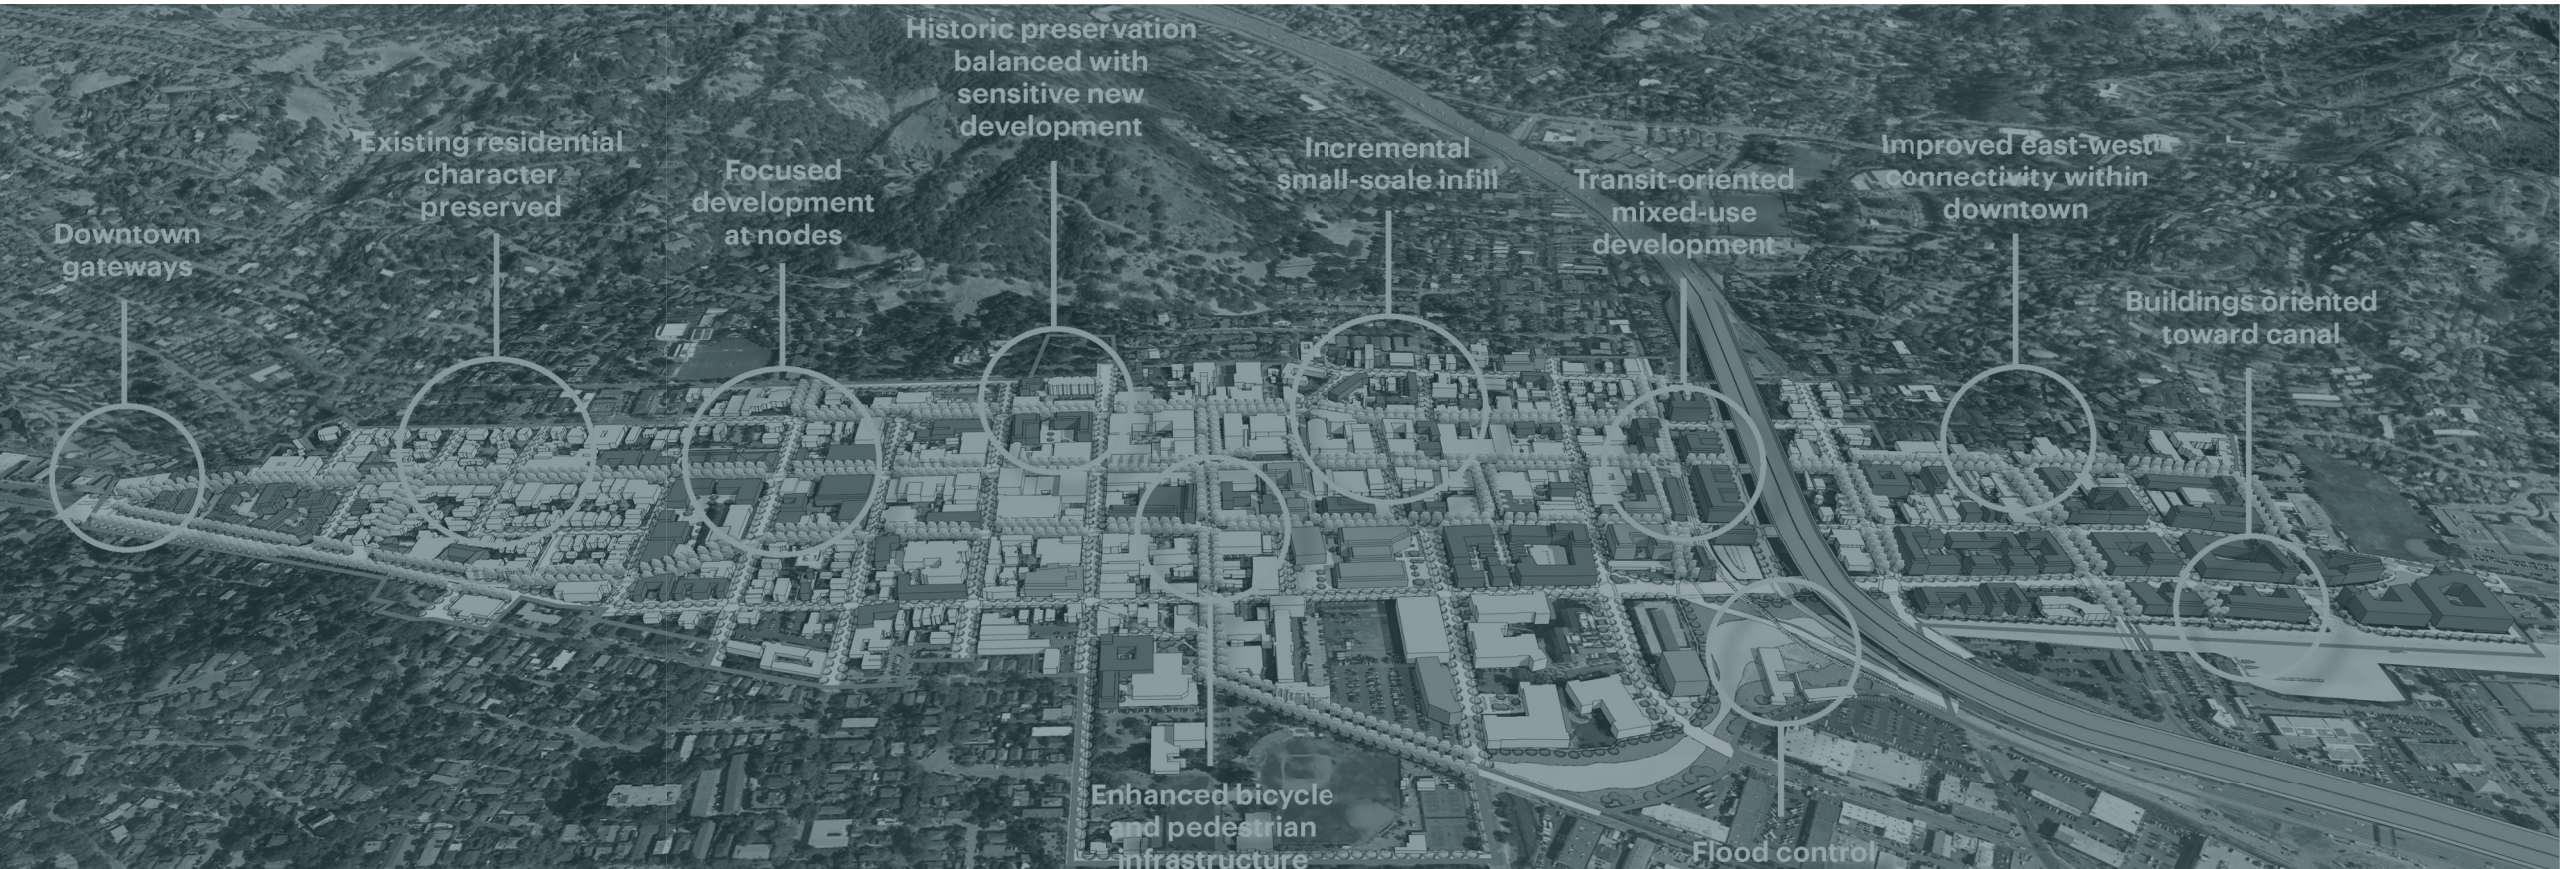 Downtown
gateways
Existing residential
character
preserved
Focused
development
at nodes
Historic preservation
balanced with
sensitive new
development
Incremental
small-scale infill
Transit-oriented
mixed-use
development
Improved east-west
connectivity within
downtown
Buildings oriented
toward canal
Enhanced bicycle
and pedestrian
infrastructure
Flood control